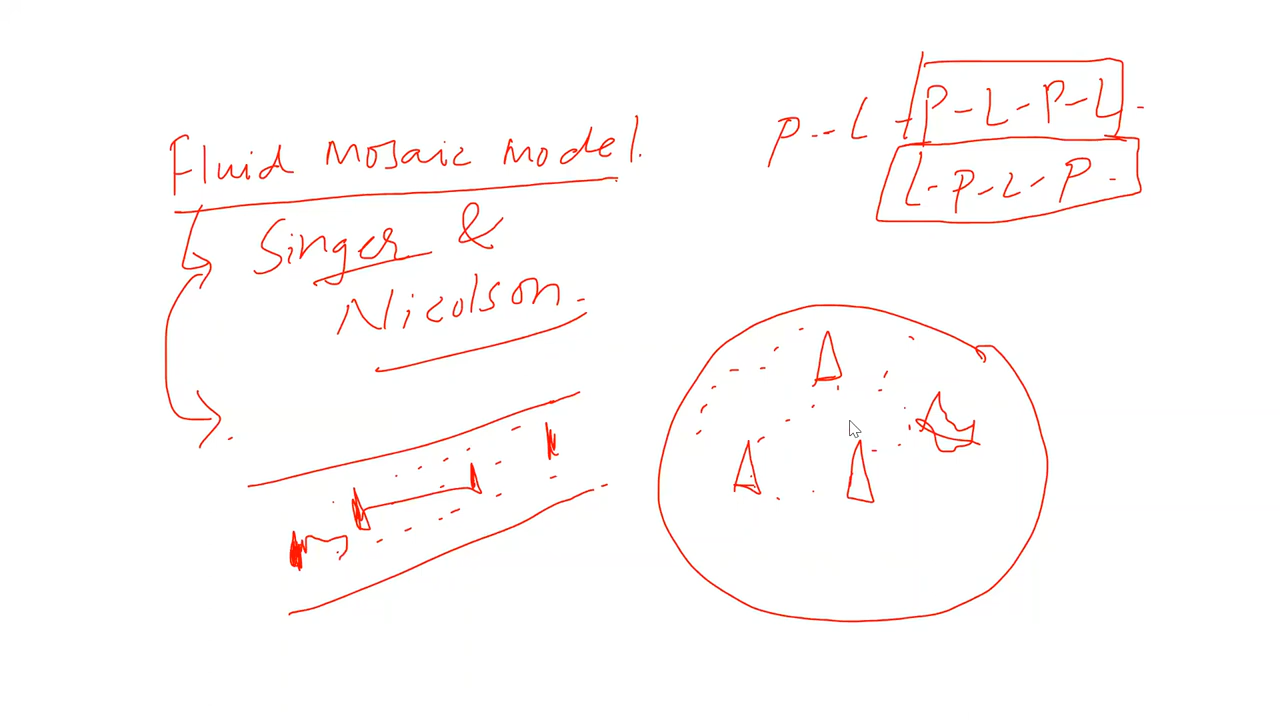 Fluid mosaic model.
Singer &
Nicolson.
P--L-P-L-P-L-
L-P-L-P-